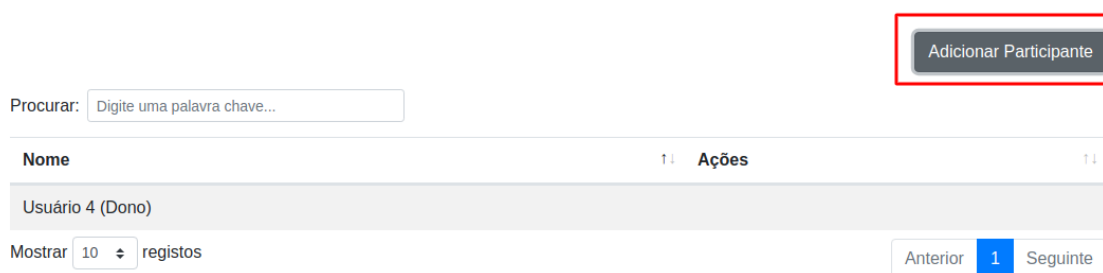 Adicionar Participante
Procurar: Digite uma palavra chave...
Nome Ações
Usuário 4 (Dono)
Mostrar 10 registos Anterior 1 Seguinte